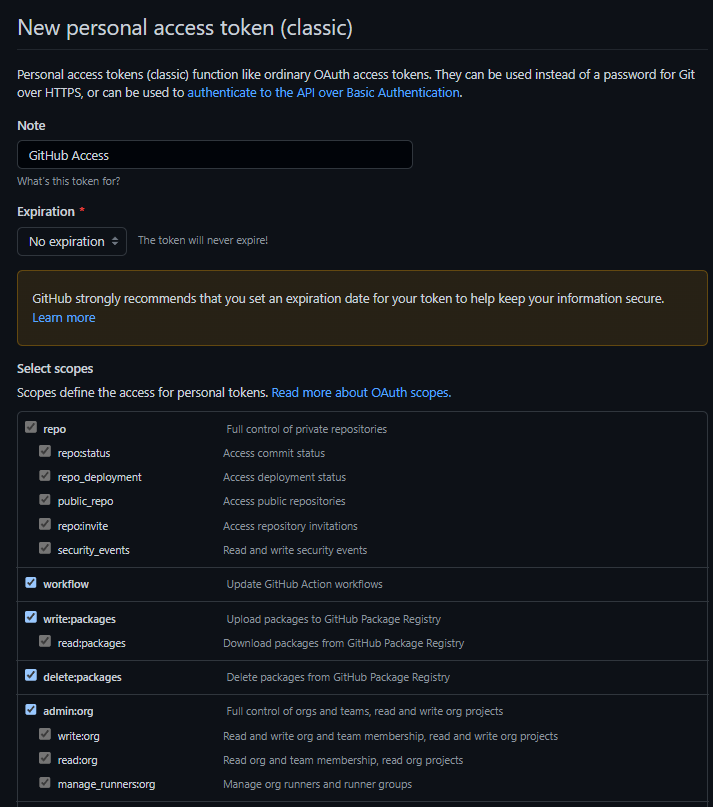 New personal access token (classic)
Personal access tokens (classic) function like ordinary OAuth access tokens. They can be used instead of a password for Git
over HTTPS, or can be used to authenticate to the API over Basic Authentication.
Note
GitHub Access
What's this token for?
Expiration *
No expiration The token will never expire!
GitHub strongly recommends that you set an expiration date for your token to help keep your information secure.
Learn more
Select scopes
Scopes define the access for personal tokens. Read more about OAuth scopes.
repo Full control of private repositories
repo:status Access commit status
repo_deployment Access deployment status
public_repo Access public repositories
repo:invite Access repository invitations
security_events Read and write security events
workflow Update GitHub Action workflows
write:packages Upload packages to GitHub Package Registry
read:packages Download packages from GitHub Package Registry
delete:packages Delete packages from GitHub Package Registry
admin:org Full control of orgs and teams, read and write org projects
write:org Read and write org and team membership, read and write org projects
read:org Read org and team membership, read org projects
manage_runners:org Manage org runners and runner groups